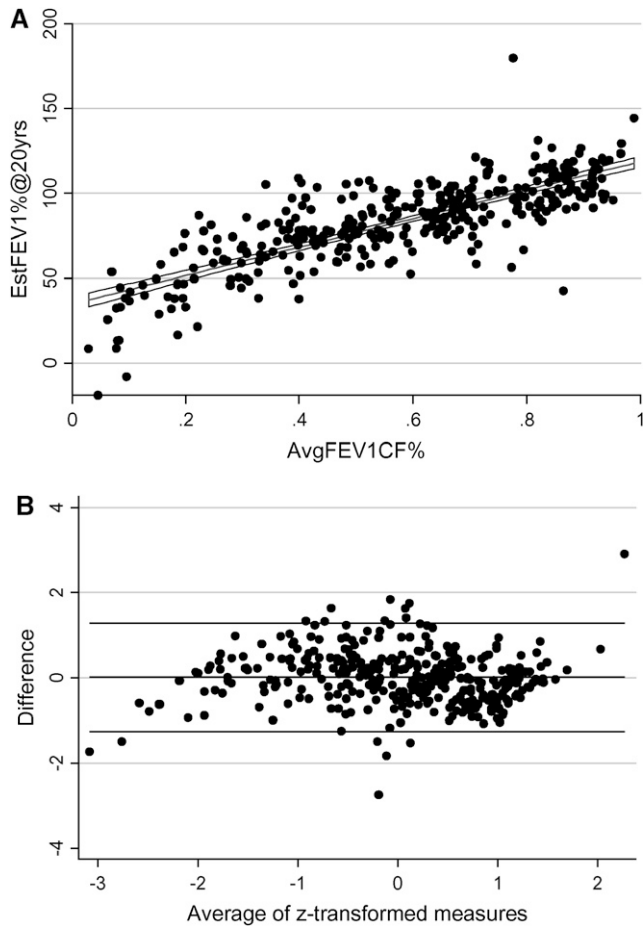 A
200
150
100
50
0
EstFEV1%@20yrs
0 .2 .4 .6 .8 1
AvgFEV1CF%
B
4
2
0
-2
-4
Difference
-3 -2 -1 0 1 2
Average of z-transformed measures